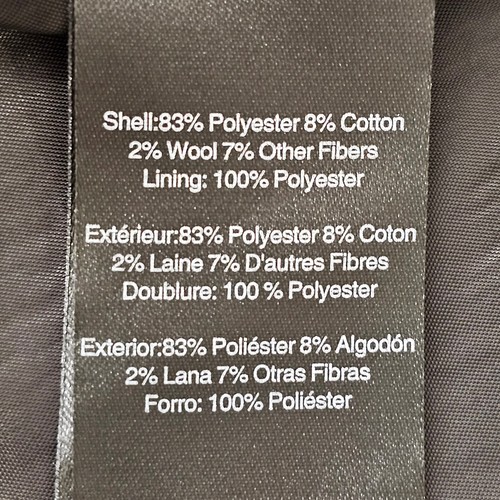 Shell:83% Polyester 8% Cotton
2% Wool 7% Other Fibers
Lining: 100% Polyester
Extérieur:83% Polyester 8% Coton
2% Laine 7% D'autres Fibres
Doublure: 100 % Polyester
Exterior:83% Poliéster 8% Algodón
2% Lana 7% Otras Fibras
Forro: 100% Poliéster